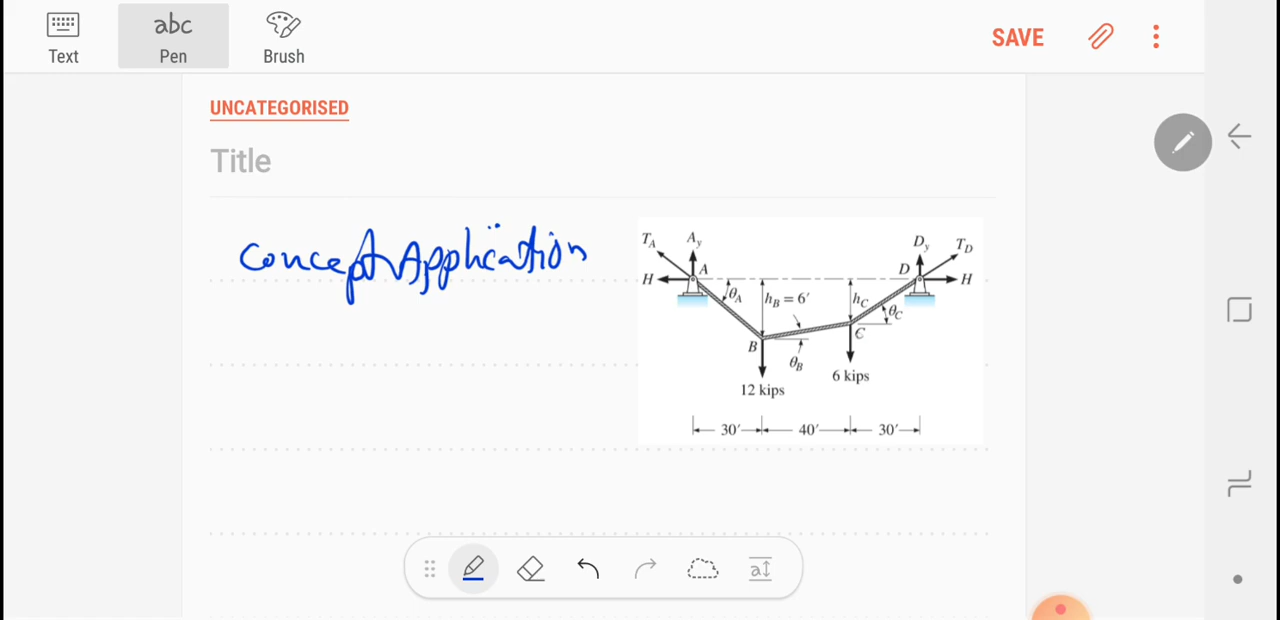 Text
abc
Pen
Brush
SAVE
UNCATEGORISED
Title
Concept Application
T_A A_y D_y T_D
H A D H
θ_A h_B = 6′ h_C θ_C
B θ_B C
12 kips 6 kips
30′ 40′ 30′
a